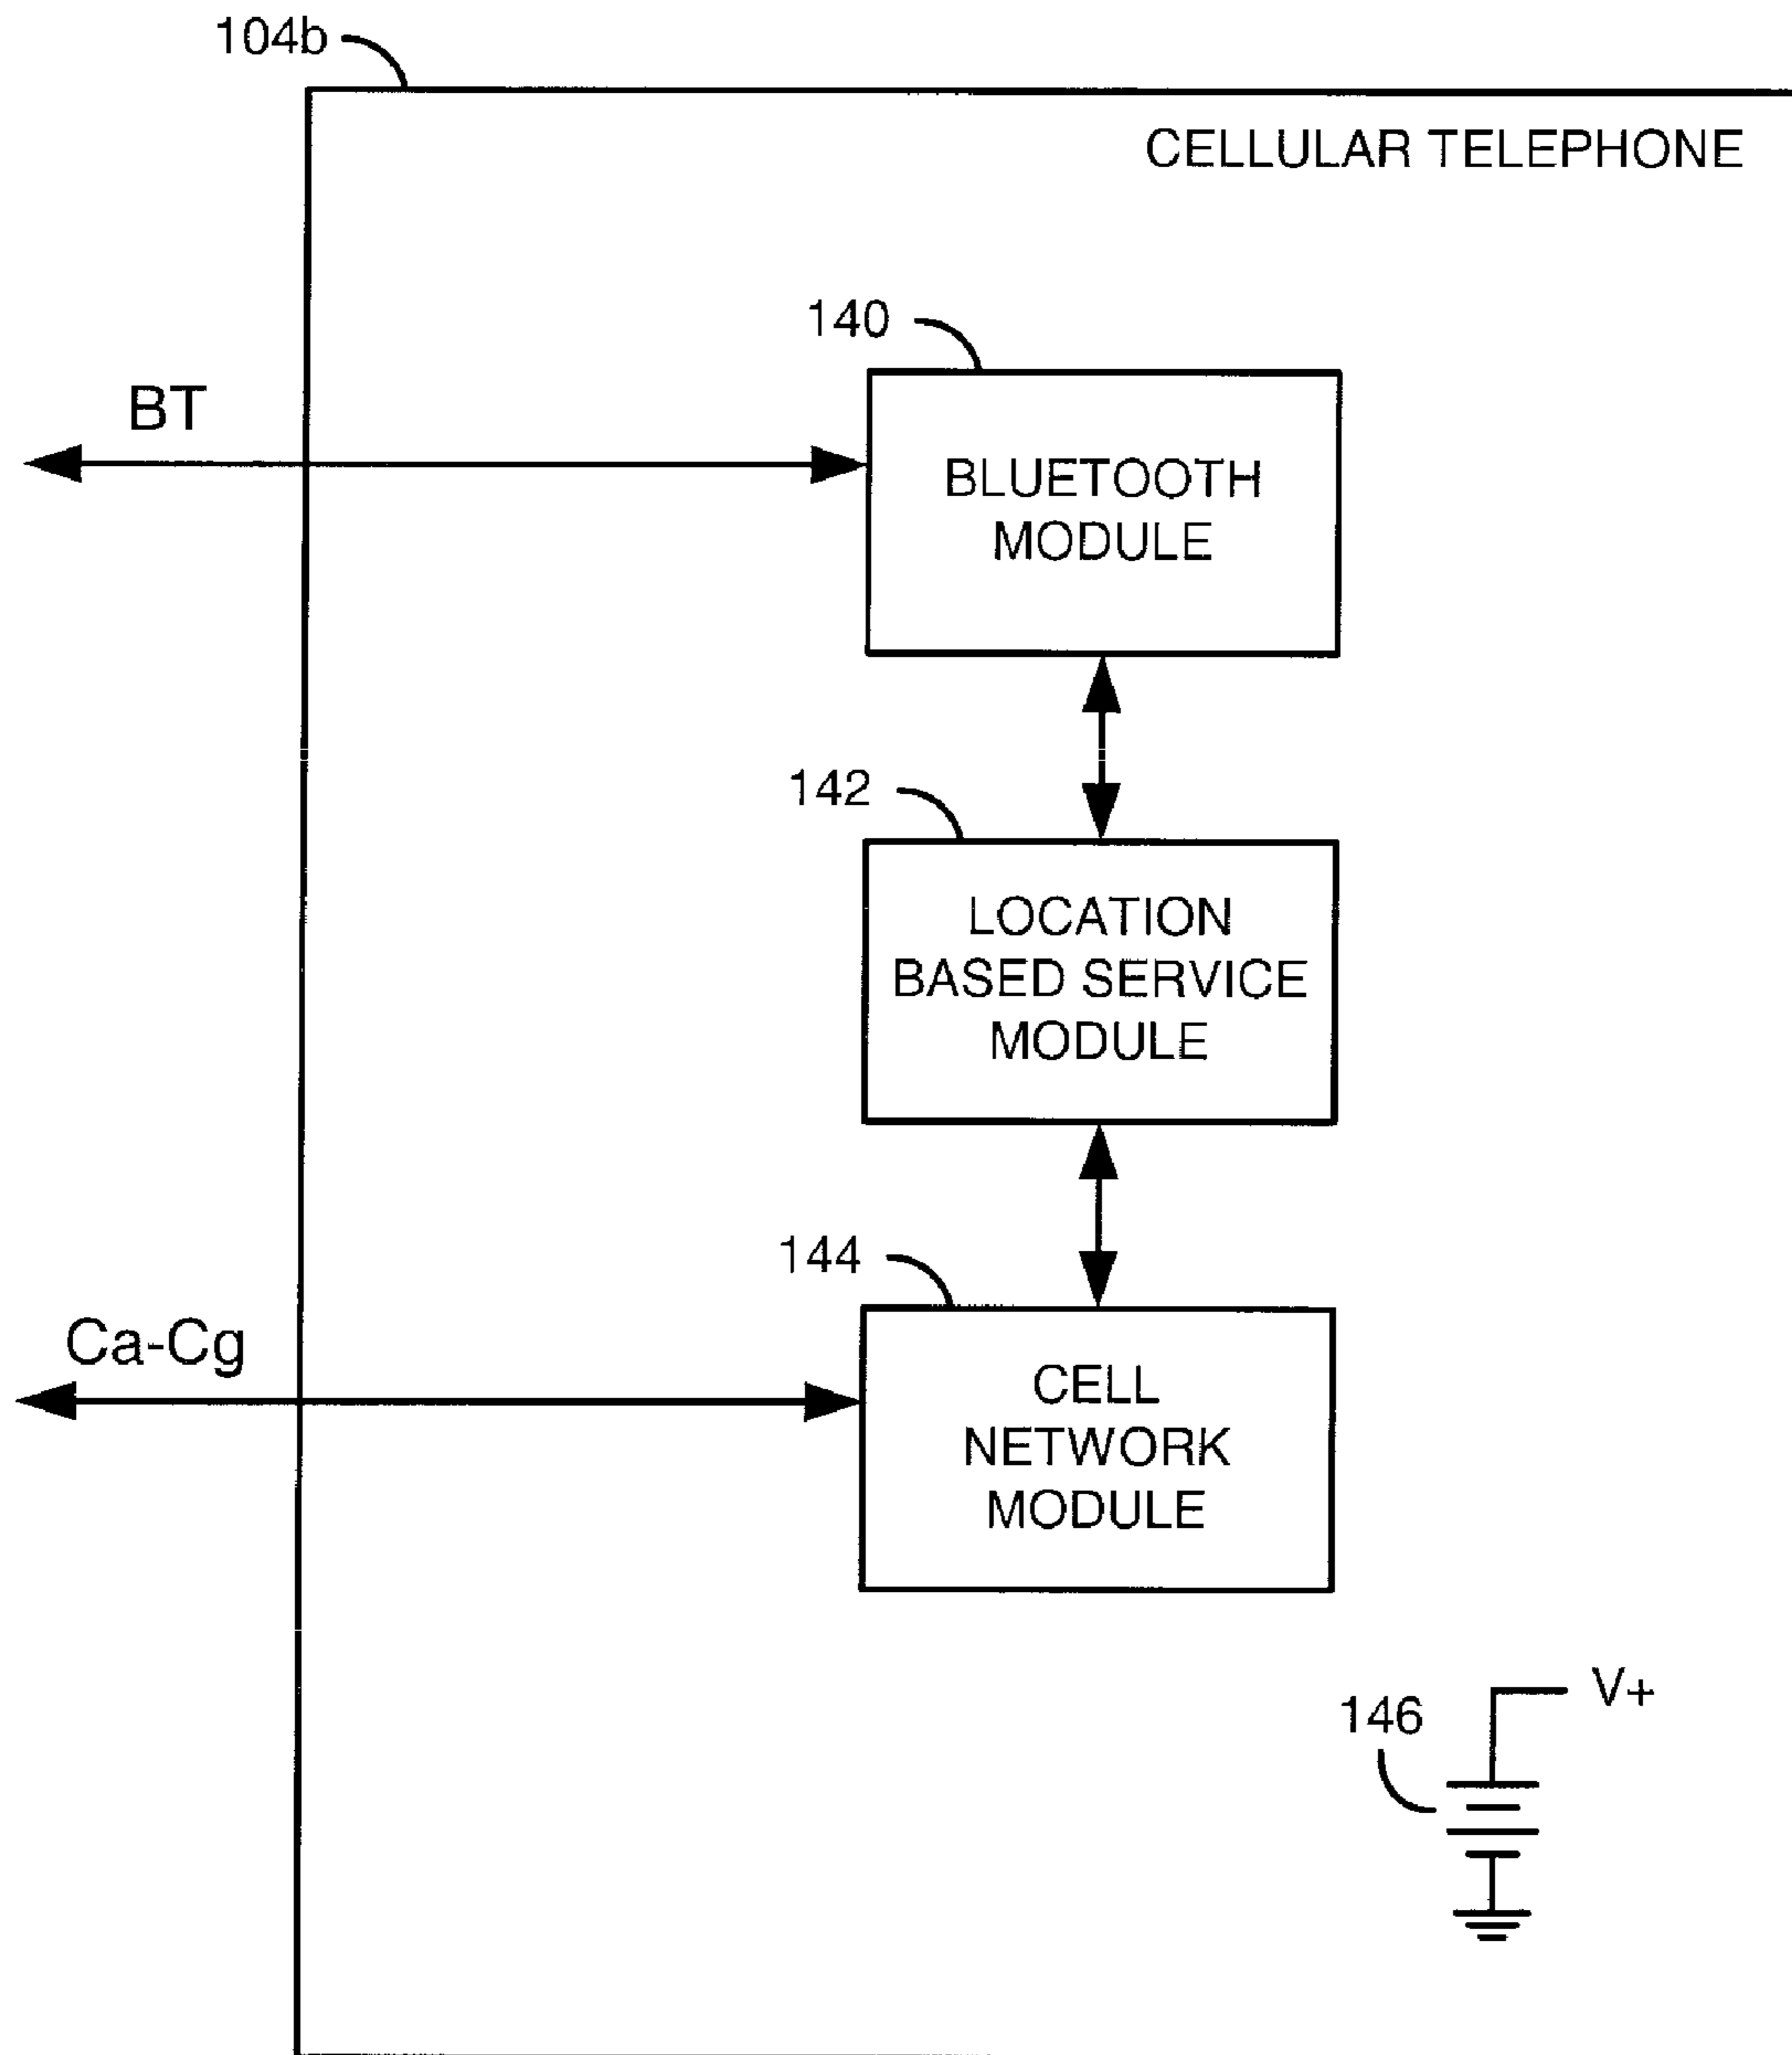 104b
CELLULAR TELEPHONE
140
BT
BLUETOOTH
MODULE
142
LOCATION
BASED SERVICE
MODULE
144
Ca-Cg
CELL
NETWORK
MODULE
V+
146